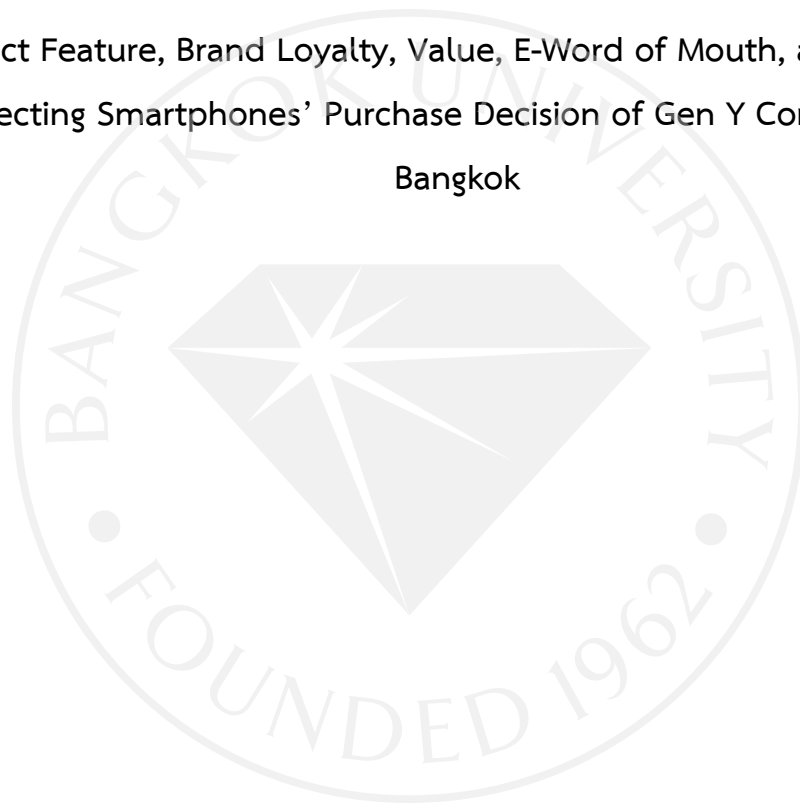 ct Feature, Brand Loyalty, Value, E-Word of Mouth,
ecting Smartphones’ Purchase Decision of Gen Y
Bangkok
BANGKOK UNIVERSITY
FOUNDED 1962